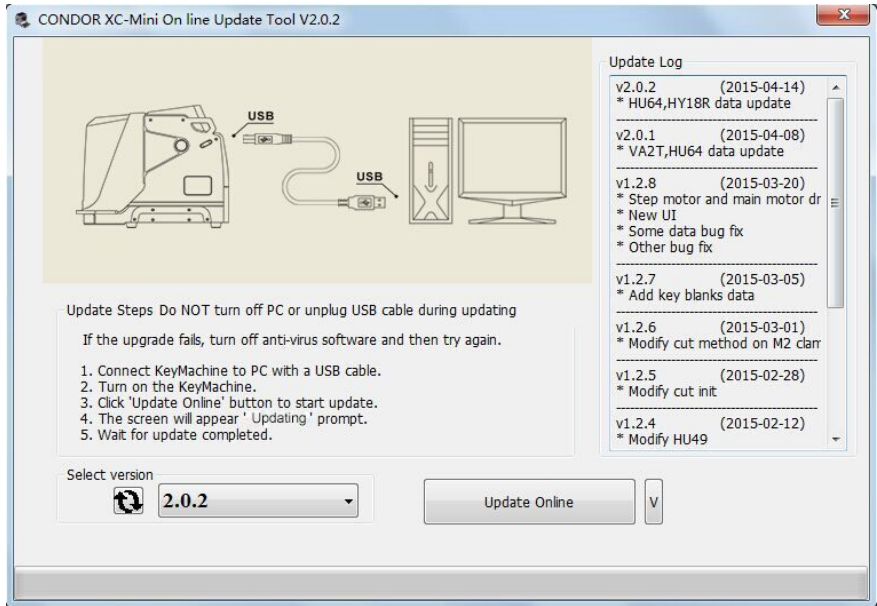 CONDOR XC-Mini On line Update Tool V2.0.2
USB
USB
Update Steps Do NOT turn off PC or unplug USB cable during updating
If the upgrade fails, turn off anti-virus software and then try again.
1. Connect KeyMachine to PC with a USB cable.
2. Turn on the KeyMachine.
3. Click 'Update Online' button to start update.
4. The screen will appear ' Updating ' prompt.
5. Wait for update completed.
Select version
2.0.2
Update Online
V
Update Log
v2.0.2 (2015-04-14)
* HU64,HY18R data update
v2.0.1 (2015-04-08)
* VA2T,HU64 data update
v1.2.8 (2015-03-20)
* Step motor and main motor dr
* New UI
* Some data bug fix
* Other bug fix
v1.2.7 (2015-03-05)
* Add key blanks data
v1.2.6 (2015-03-01)
* Modify cut method on M2 clam
v1.2.5 (2015-02-28)
* Modify cut init
v1.2.4 (2015-02-12)
* Modify HU49